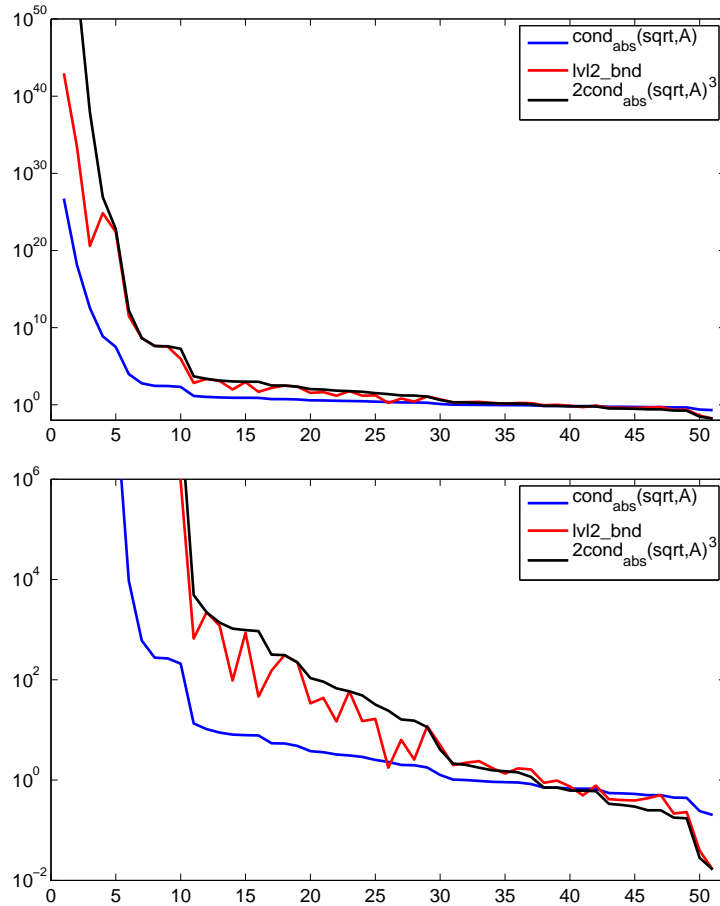 10^50
10^40
10^30
10^20
10^10
10^0
0 5 10 15 20 25 30 35 40 45 50
cond_abs(sqrt,A)
lvl2_bnd
2cond_abs(sqrt,A)^3
10^6
10^4
10^2
10^0
10^-2
0 5 10 15 20 25 30 35 40 45 50
cond_abs(sqrt,A)
lvl2_bnd
2cond_abs(sqrt,A)^3